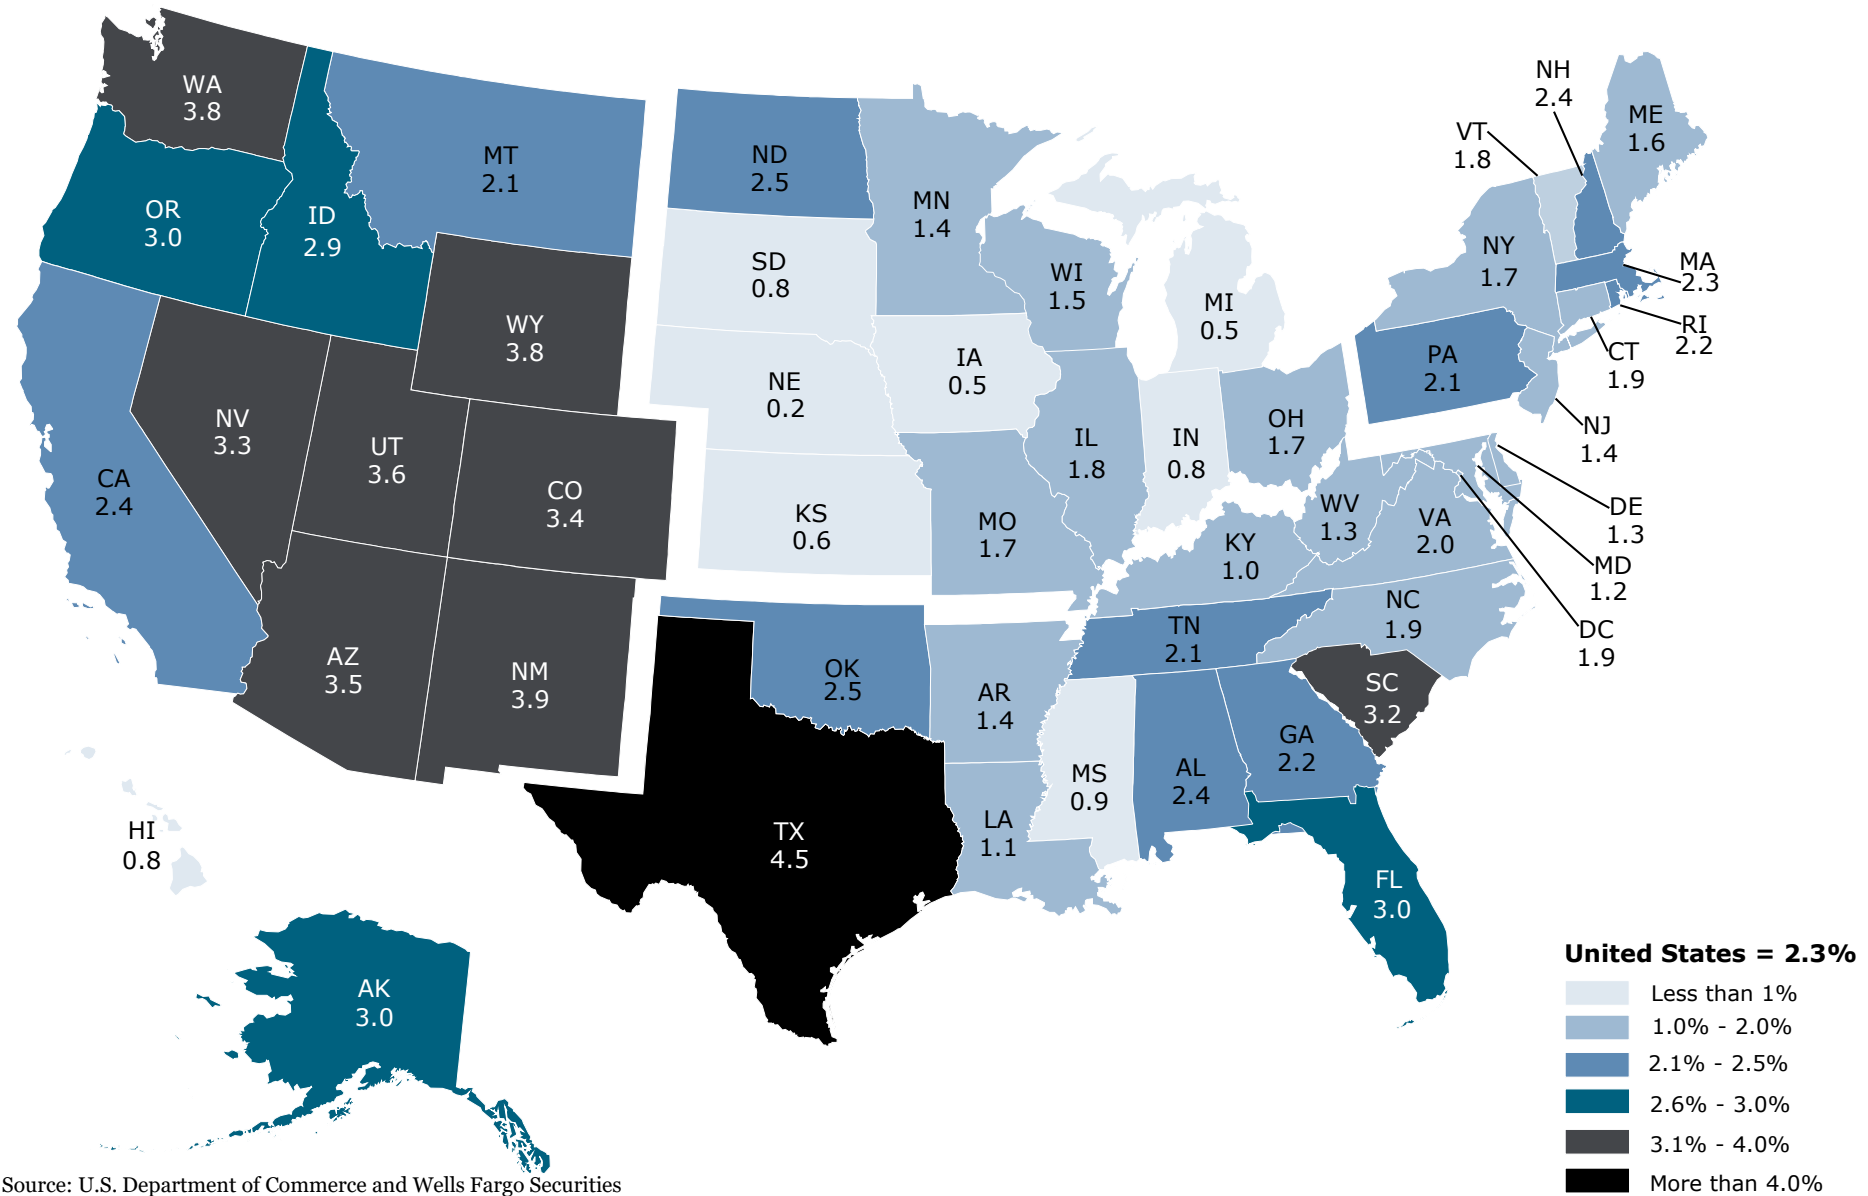 WA
3.8
OR
3.0
ID
2.9
MT
2.1
WY
3.8
CA
2.4
NV
3.3
UT
3.6
CO
3.4
AZ
3.5
NM
3.9
HI
0.8
AK
3.0
ND
2.5
SD
0.8
NE
0.2
KS
0.6
OK
2.5
TX
4.5
MN
1.4
IA
0.5
MO
1.7
AR
1.4
LA
1.1
WI
1.5
IL
1.8
MI
0.5
IN
0.8
OH
1.7
KY
1.0
TN
2.1
MS
0.9
AL
2.4
GA
2.2
FL
3.0
SC
3.2
NC
1.9
VA
2.0
WV
1.3
PA
2.1
NY
1.7
VT
1.8
NH
2.4
ME
1.6
MA
2.3
RI
2.2
CT
1.9
NJ
1.4
DE
1.3
MD
1.2
DC
1.9
United States = 2.3%
Less than 1%
1.0% - 2.0%
2.1% - 2.5%
2.6% - 3.0%
3.1% - 4.0%
More than 4.0%
Source: U.S. Department of Commerce and Wells Fargo Securities